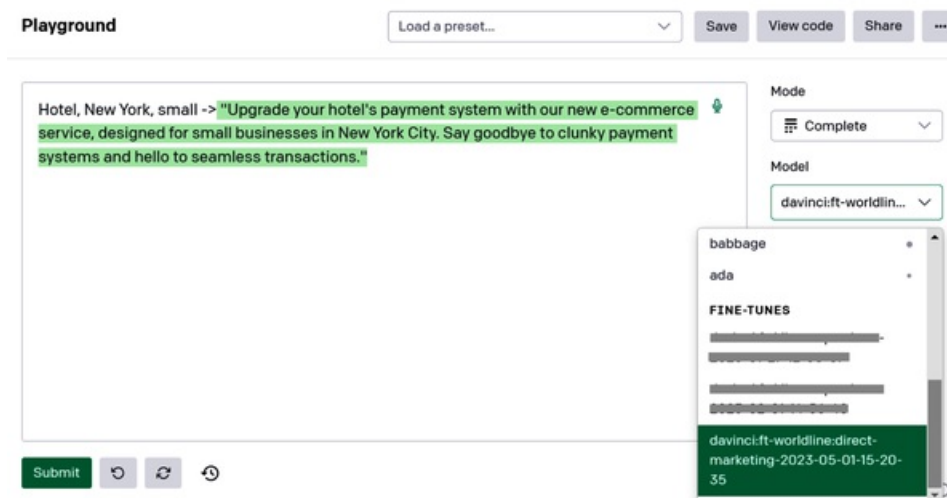 Playground
Load a preset...
Save
View code
Share
Hotel, New York, small -> "Upgrade your hotel's payment system with our new e-commerce
service, designed for small businesses in New York City. Say goodbye to clunky payment
systems and hello to seamless transactions."
Mode
Complete
Model
davinci:ft-worldlin...
babbage
ada
FINE-TUNES
davinci:ft-worldline:direct-
marketing-2023-05-01-15-20-
35
Submit